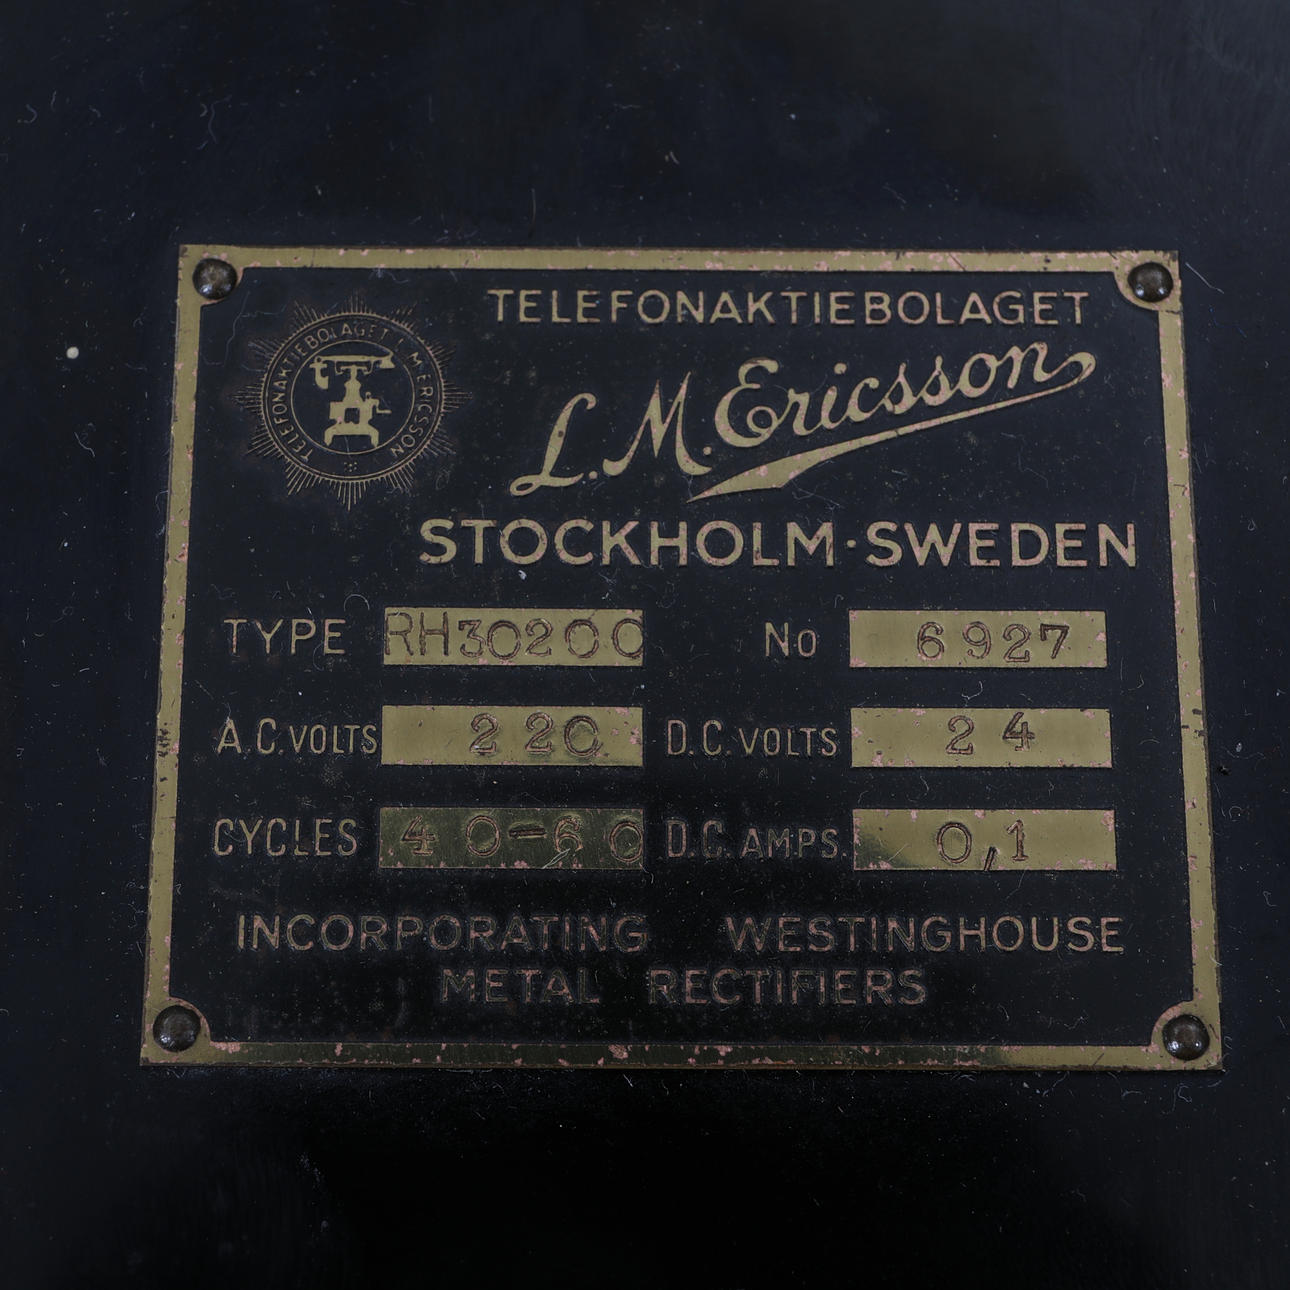 TELEFONAKTIEBOLAGET L M ERICSSON
TELEFONAKTIEBOLAGET
L.M.Ericsson
STOCKHOLM·SWEDEN
TYPE RH30200 No 6927
A.C.VOLTS 220 D.C.VOLTS 24
CYCLES 40-60 D.C.AMPS. 0,1
INCORPORATING WESTINGHOUSE
METAL RECTIFIERS